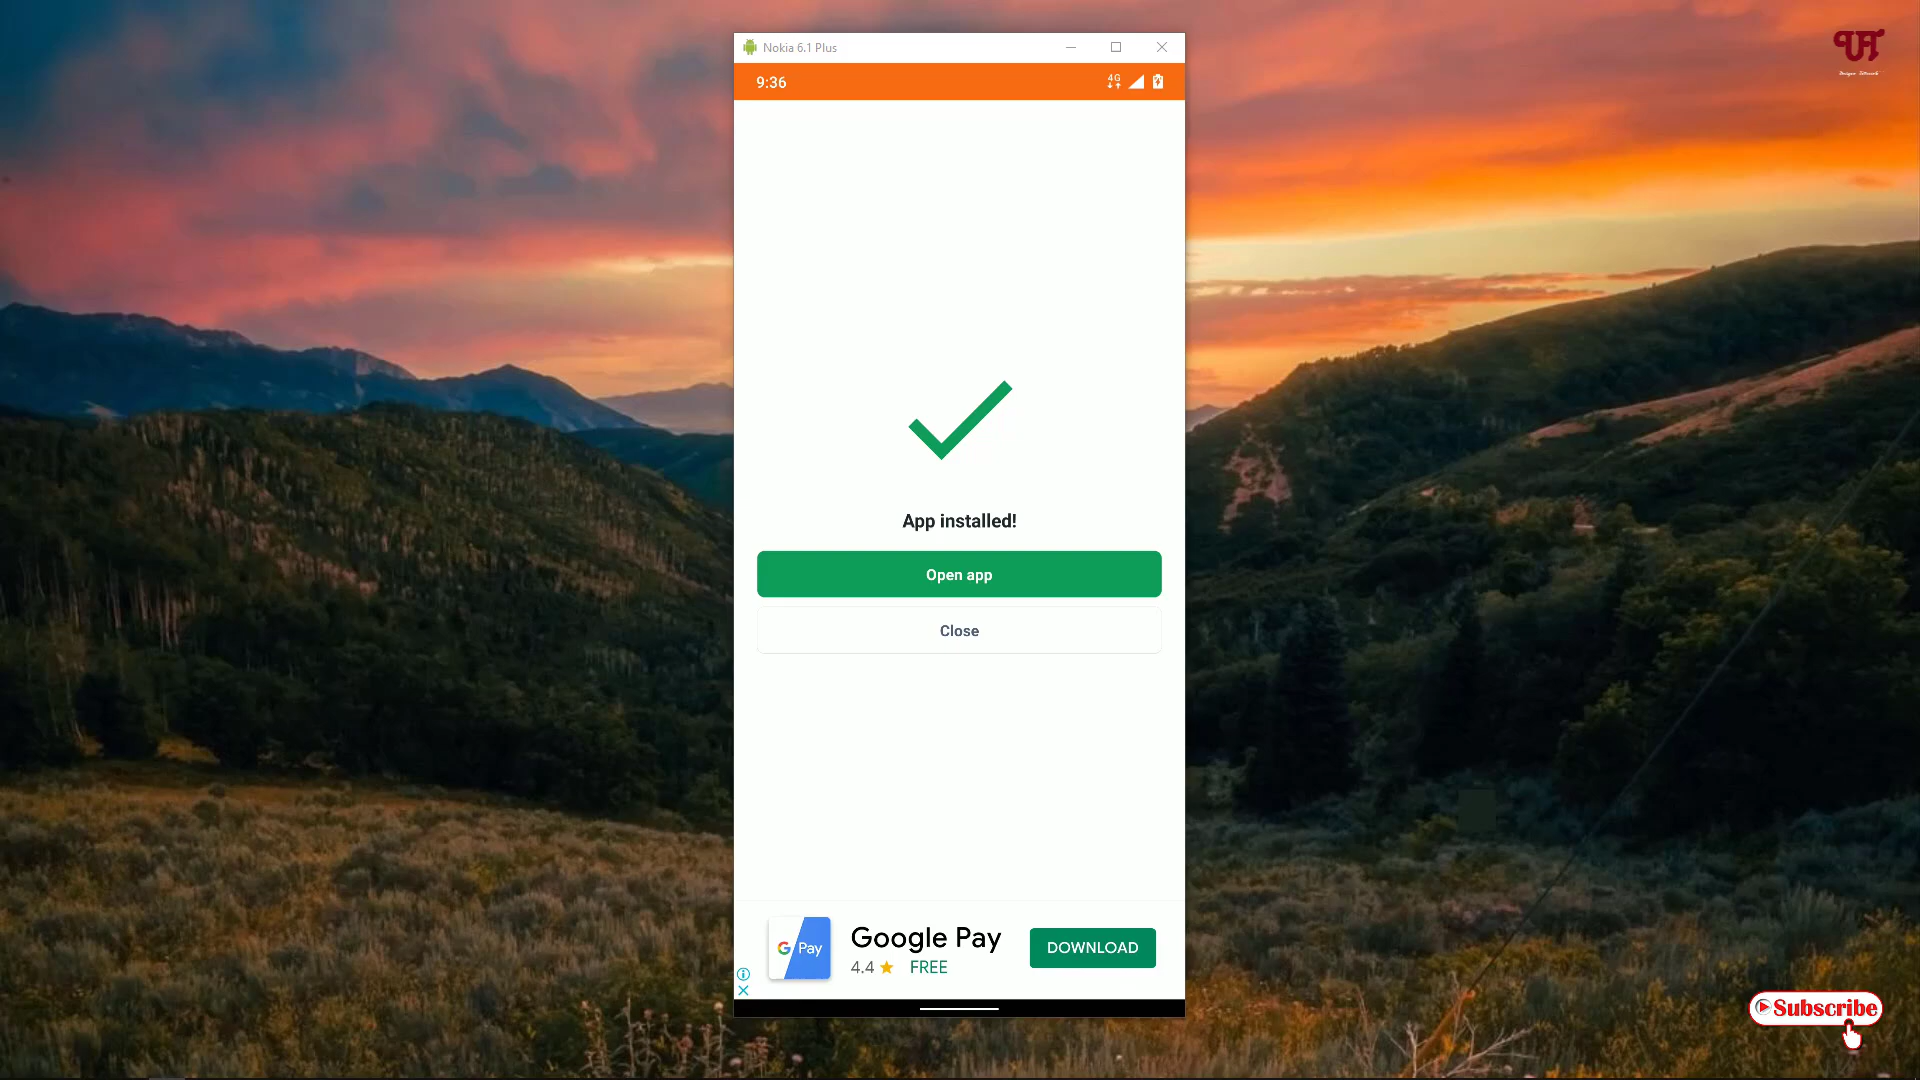 Nokia 6.1 Plus
9:36
4G
App installed!
Open app
Close
G Pay
Google Pay
4.4 ★ FREE
DOWNLOAD
UT
Subscribe